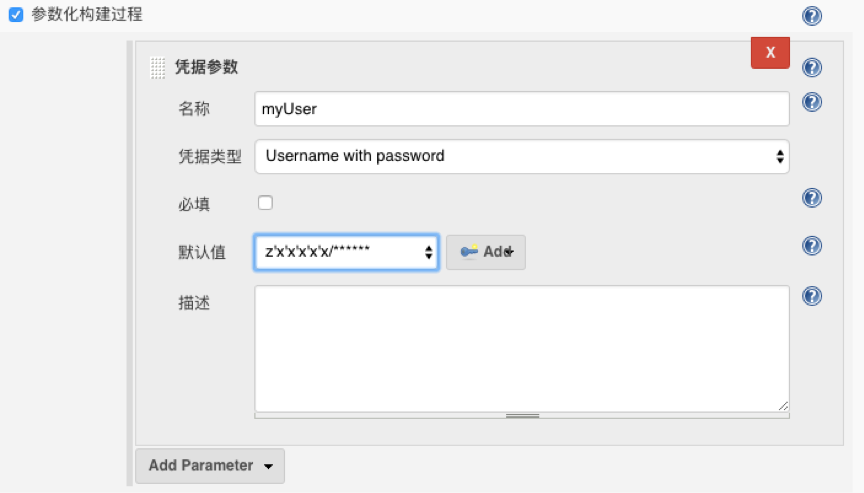 参数化构建过程
X
凭据参数
名称 myUser
凭据类型 Username with password
必填
默认值 z'x'x'x'x'x/****** Add
描述
Add Parameter